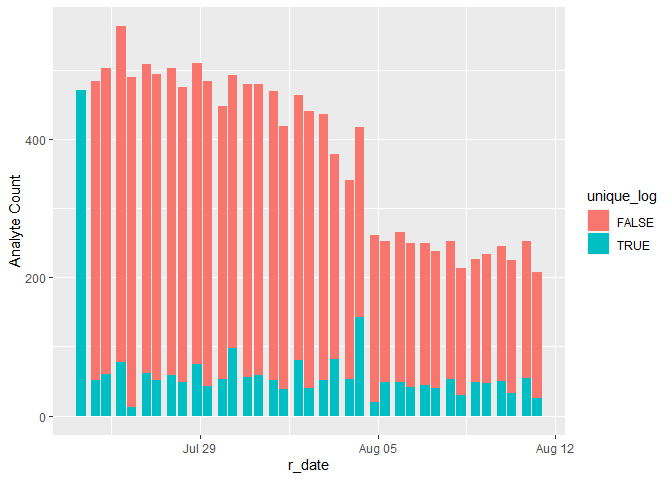 Analyte Count
400
200
0
Jul 29
Aug 05
Aug 12
r_date
unique_log
FALSE
TRUE